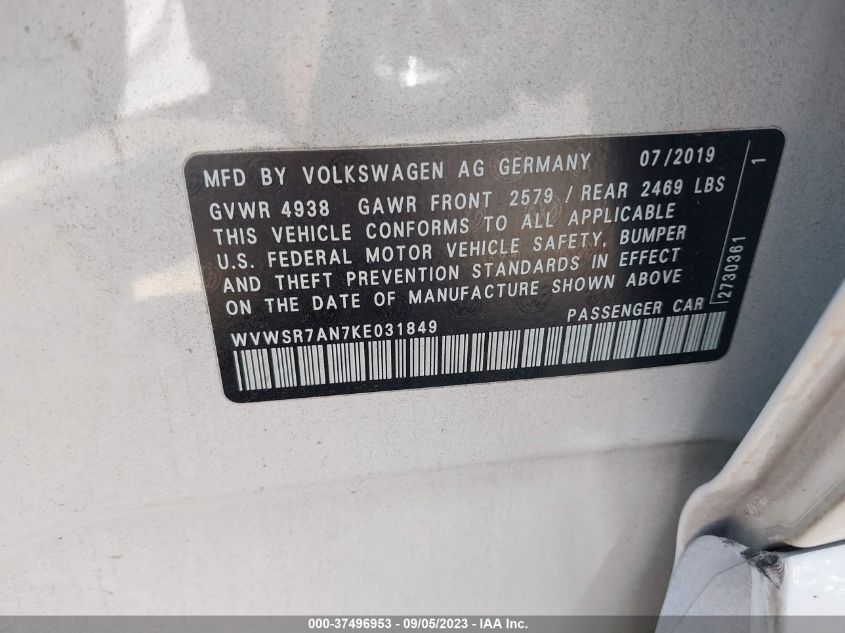 MFD BY VOLKSWAGEN AG GERMANY 07/2019
GVWR 4938 GAWR FRONT 2579 / REAR 2469 LBS
THIS VEHICLE CONFORMS TO ALL APPLICABLE
U.S. FEDERAL MOTOR VEHICLE SAFETY, BUMPER
AND THEFT PREVENTION STANDARDS IN EFFECT
ON THE DATE OF MANUFACTURE SHOWN ABOVE
WVWSR7AN7KE031849 PASSENGER CAR
2730361 1
000-37496953 - 09/05/2023 - IAA Inc.